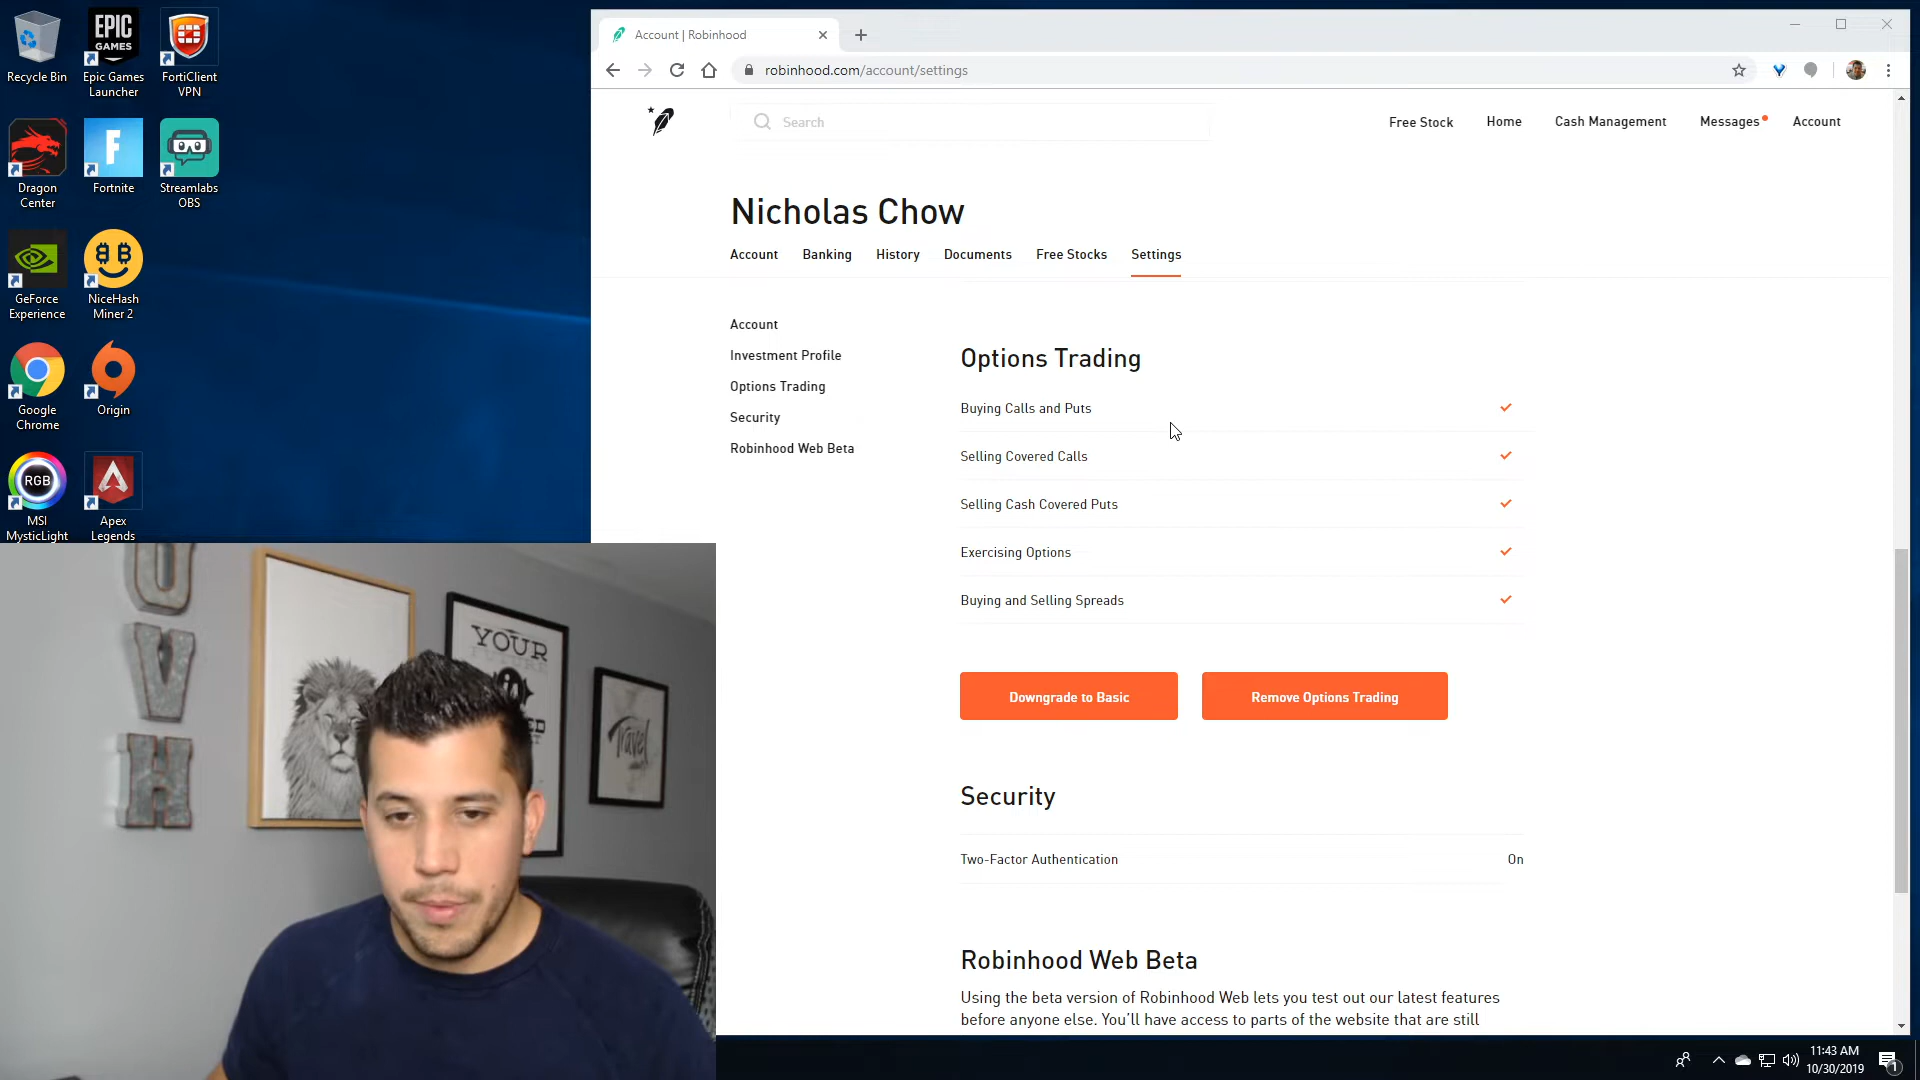 Recycle Bin
EPIC
GAMES
Epic Games
Launcher
FortiClient
VPN
Dragon
Center
F
Fortnite
Streamlabs
OBS
GeForce
Experience
NiceHash
Miner 2
Google
Chrome
Origin
RGB
MSI
MysticLight
Apex
Legends
Account | Robinhood
robinhood.com/account/settings
Search
Free Stock
Home
Cash Management
Messages
Account
Nicholas Chow
Account
Banking
History
Documents
Free Stocks
Settings
Account
Investment Profile
Options Trading
Security
Robinhood Web Beta
Options Trading
Buying Calls and Puts
Selling Covered Calls
Selling Cash Covered Puts
Exercising Options
Buying and Selling Spreads
Downgrade to Basic
Remove Options Trading
Security
Two-Factor Authentication
On
Robinhood Web Beta
Using the beta version of Robinhood Web lets you test out our latest features
before anyone else. You'll have access to parts of the website that are still
V
H
YOUR
Travel
11:43 AM
10/30/2019
1